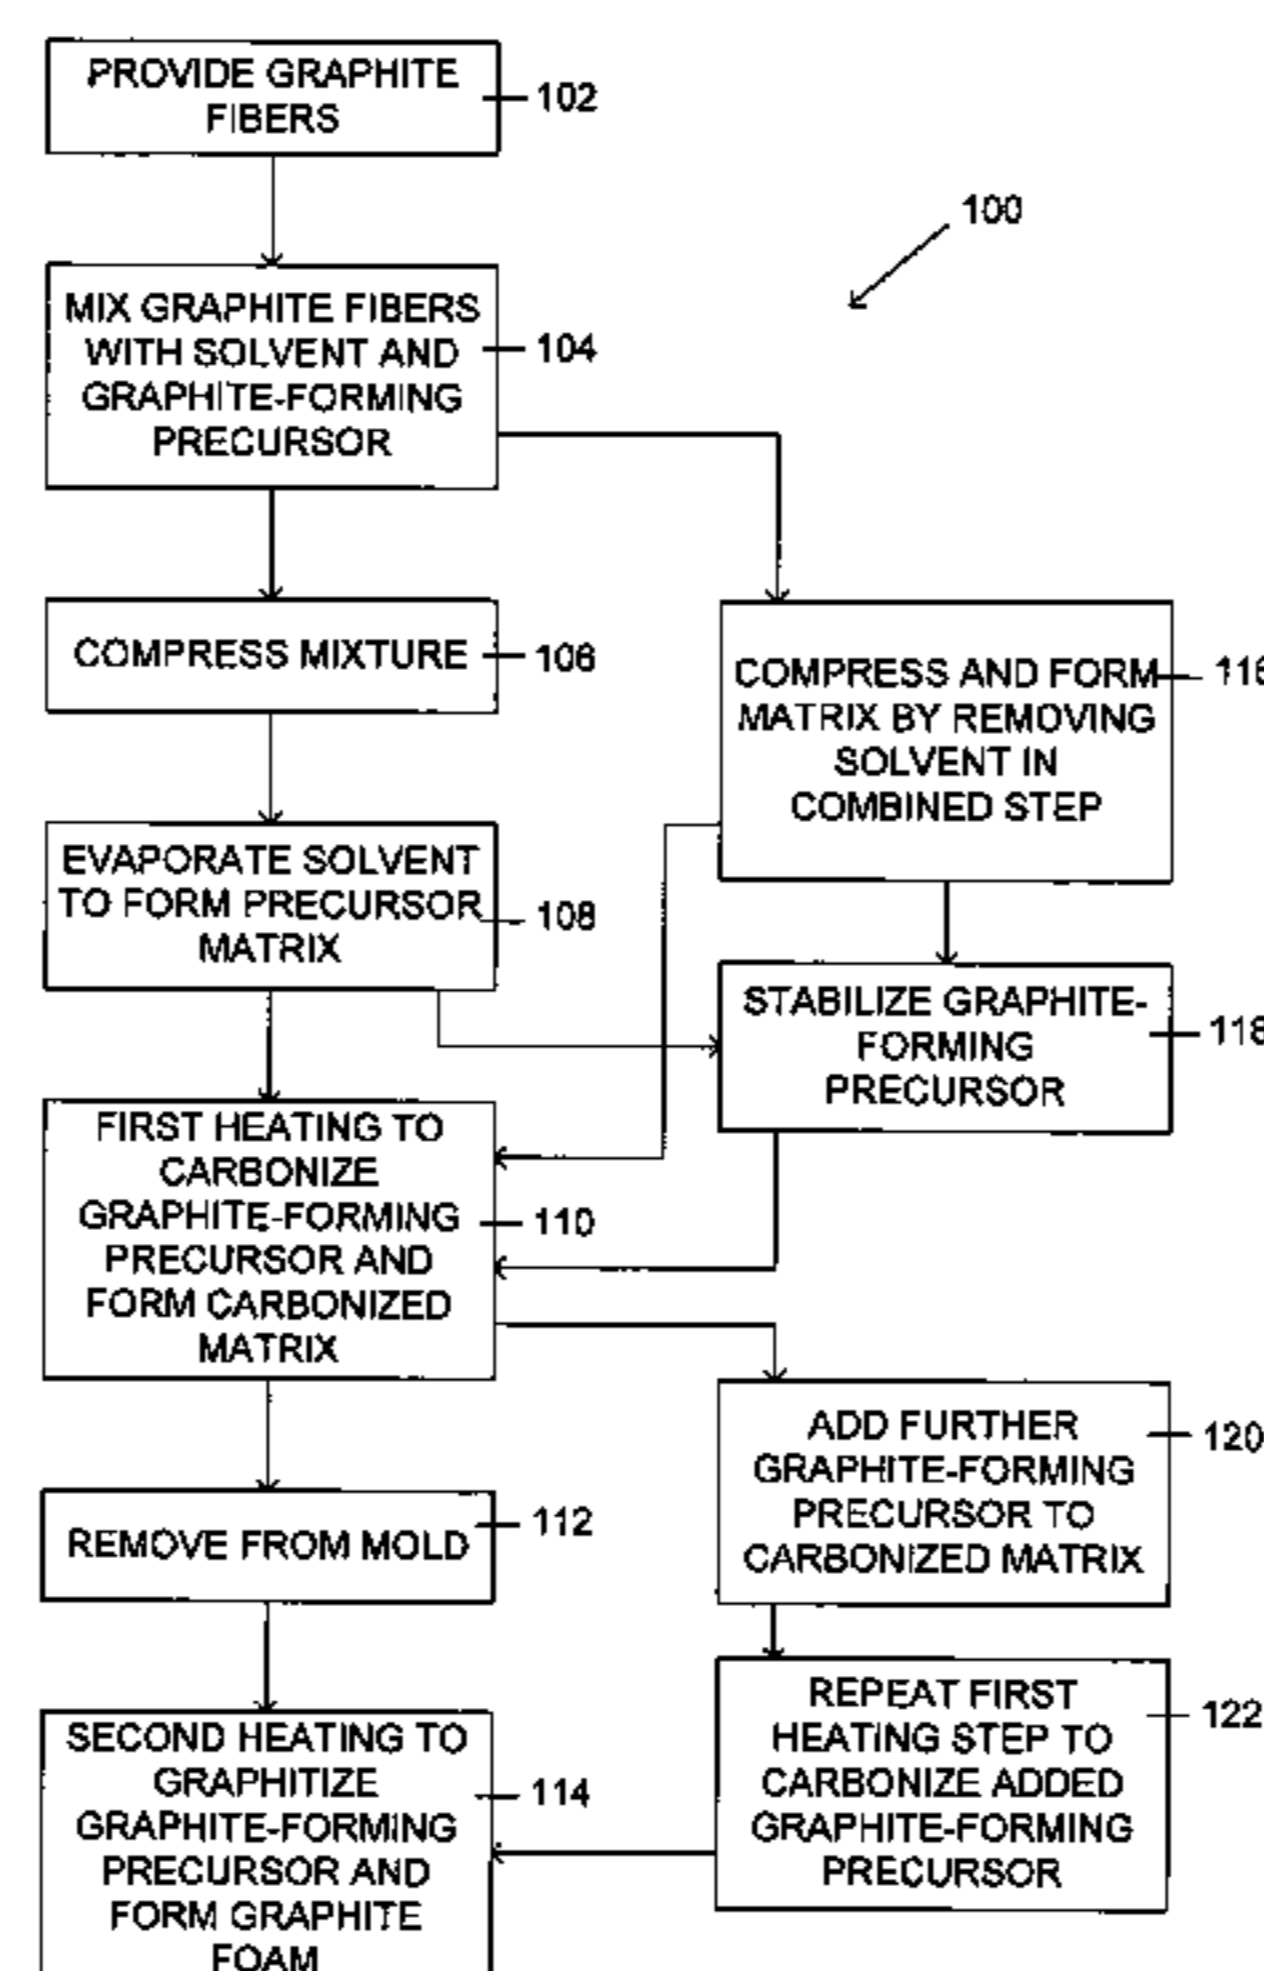 PROVIDE GRAPHITE
FIBERS
102
100
MIX GRAPHITE FIBERS
WITH SOLVENT AND
GRAPHITE-FORMING
PRECURSOR
104
COMPRESS MIXTURE
106
COMPRESS AND FORM
MATRIX BY REMOVING
SOLVENT IN
COMBINED STEP
116
EVAPORATE SOLVENT
TO FORM PRECURSOR
MATRIX
108
STABILIZE GRAPHITE-
FORMING
PRECURSOR
118
FIRST HEATING TO
CARBONIZE
GRAPHITE-FORMING
PRECURSOR AND
FORM CARBONIZED
MATRIX
110
ADD FURTHER
GRAPHITE-FORMING
PRECURSOR TO
CARBONIZED MATRIX
120
REMOVE FROM MOLD
112
REPEAT FIRST
HEATING STEP TO
CARBONIZE ADDED
GRAPHITE-FORMING
PRECURSOR
122
SECOND HEATING TO
GRAPHITIZE
GRAPHITE-FORMING
PRECURSOR AND
FORM GRAPHITE
FOAM
114